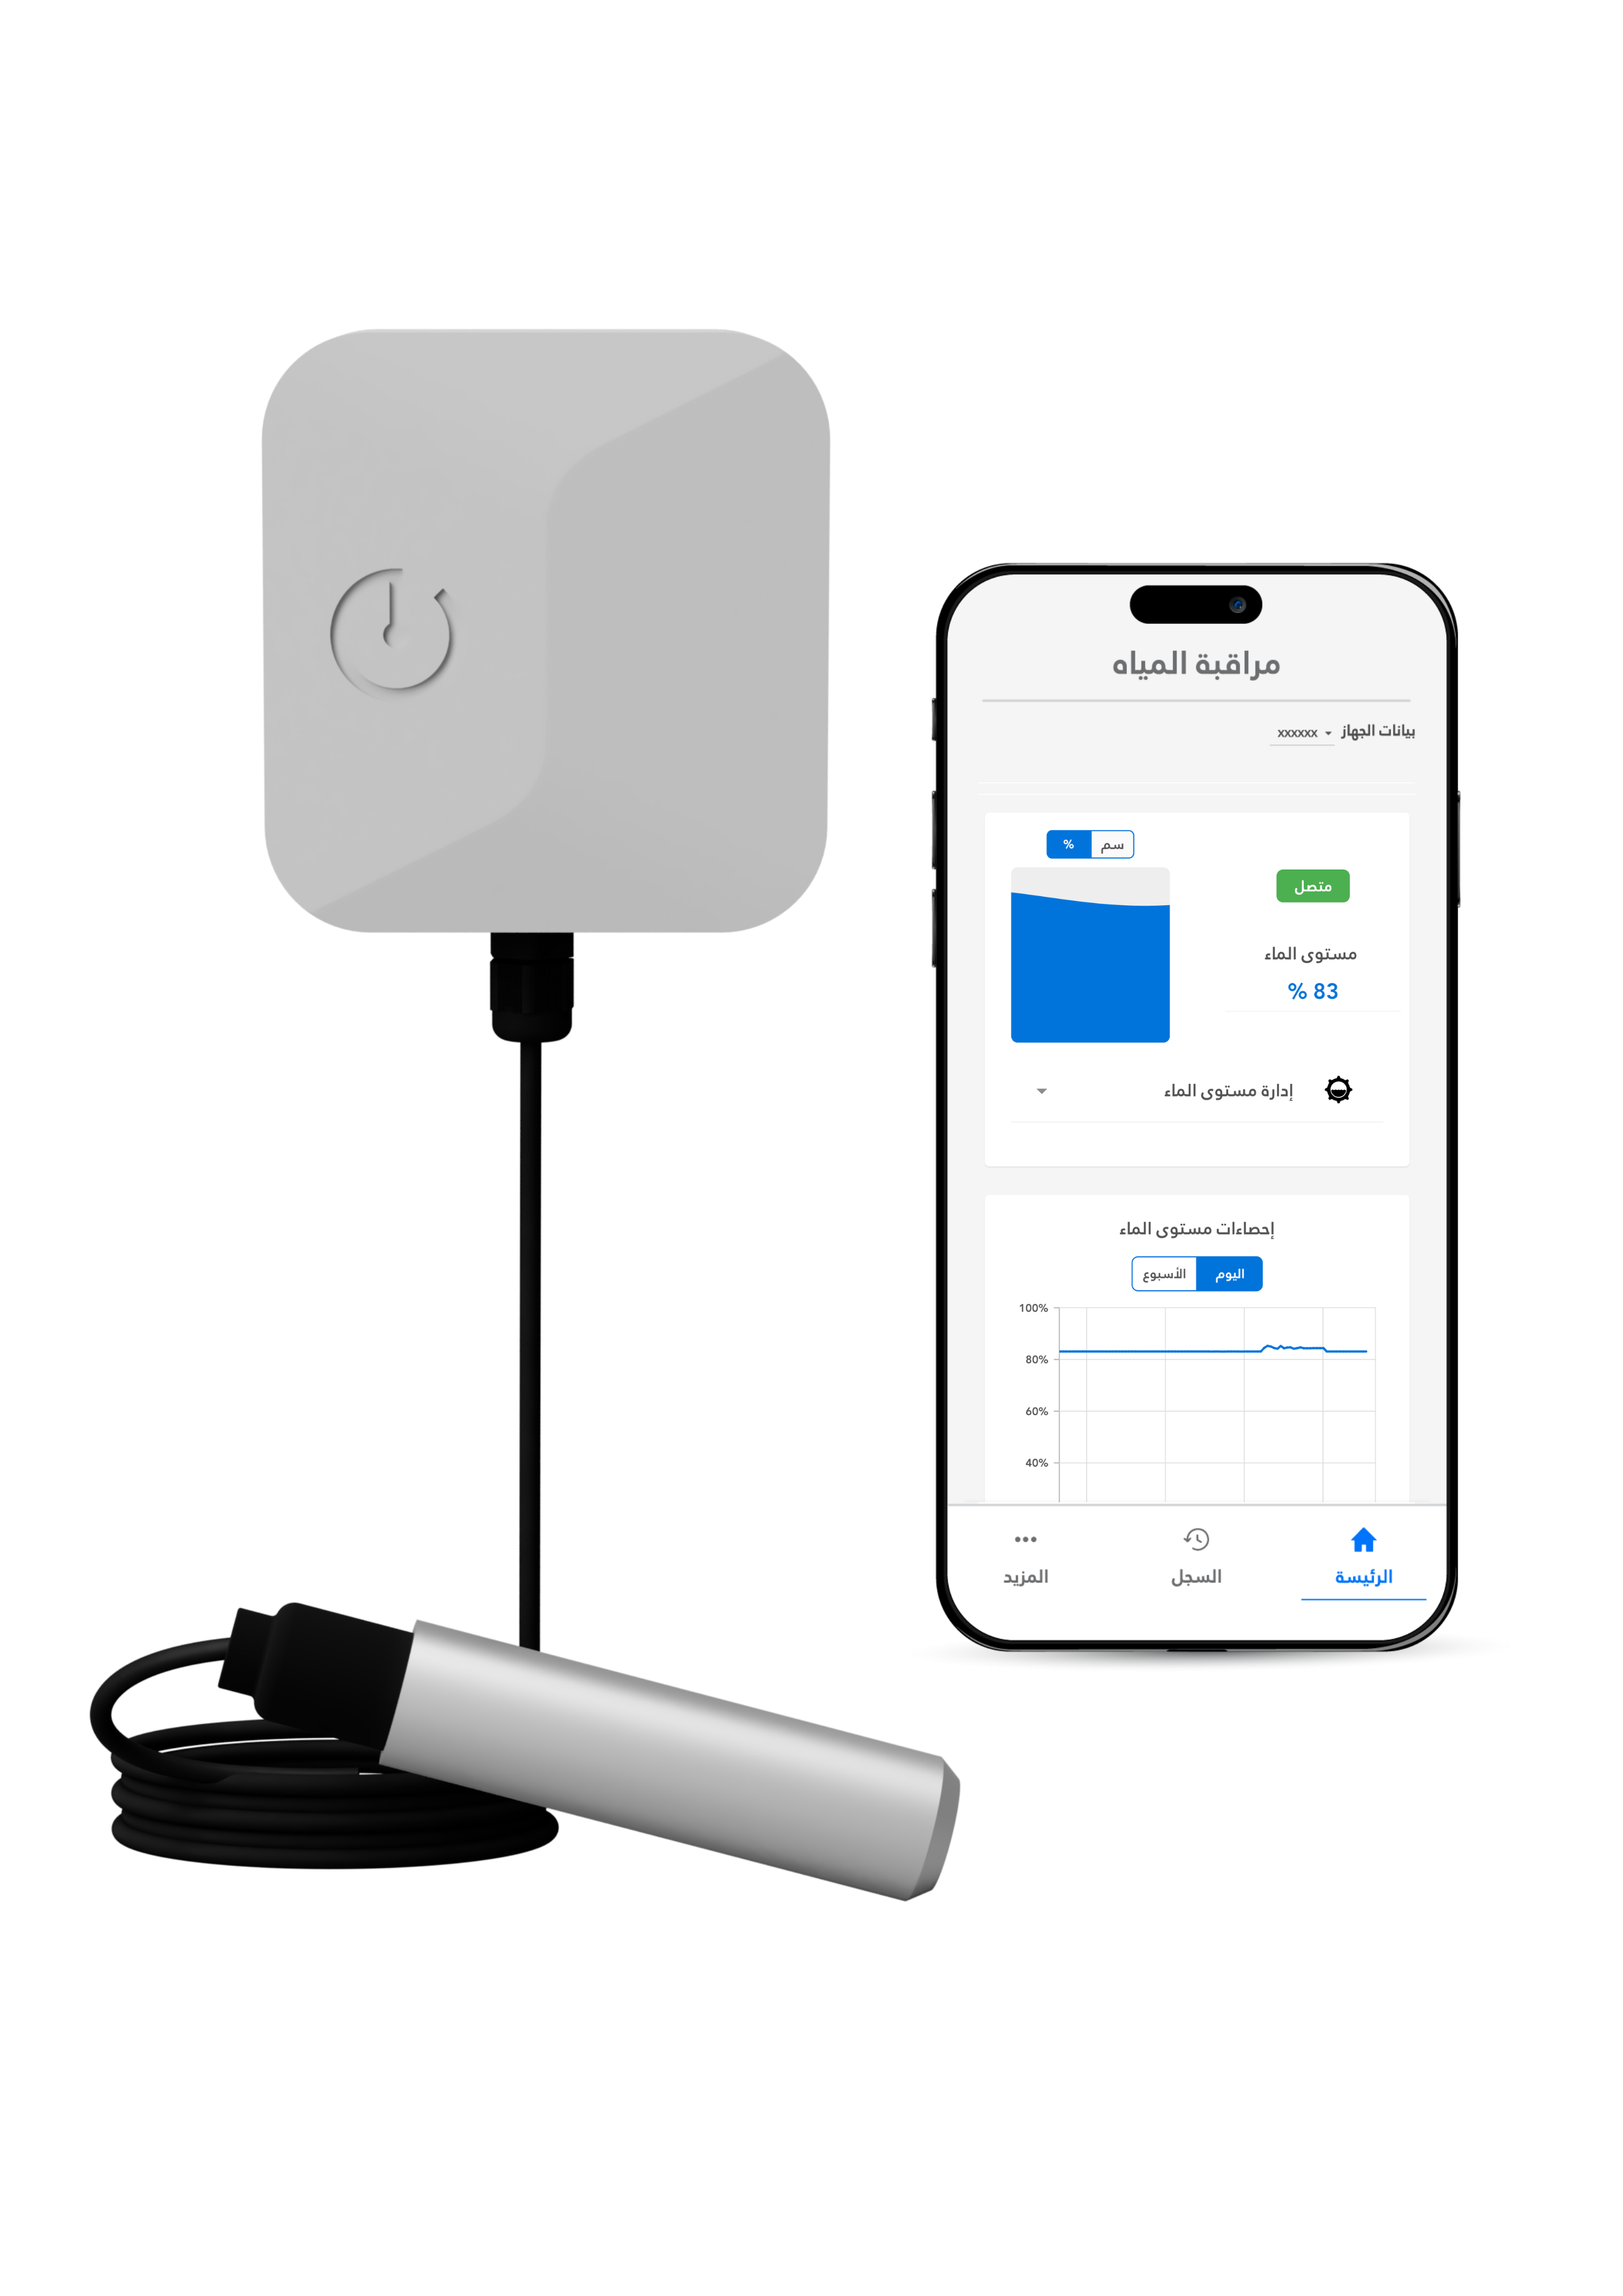 مراقبة المياه
بيانات الجهاز xxxxxx
سم %
متصل
مستوى الماء
83 %
إدارة مستوى الماء
إحصاءات مستوى الماء
اليوم الأسبوع
100%
80%
60%
40%
الرئيسة السجل المزيد